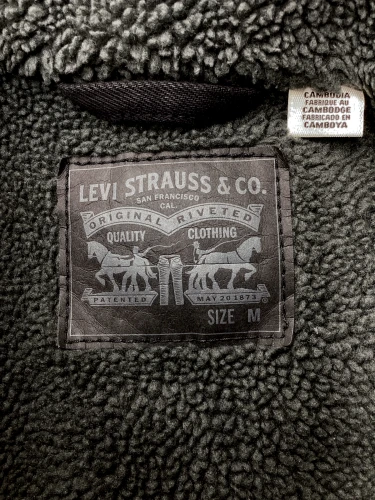 CAMBODIA
FABRIQUÉ AU
CAMBODGE
FABRICADO EN
CAMBOYA
LEVI STRAUSS & CO.
SAN FRANCISCO
CAL.
ORIGINAL RIVETED
QUALITY CLOTHING
PATENTED MAY 20 1873
SIZE M